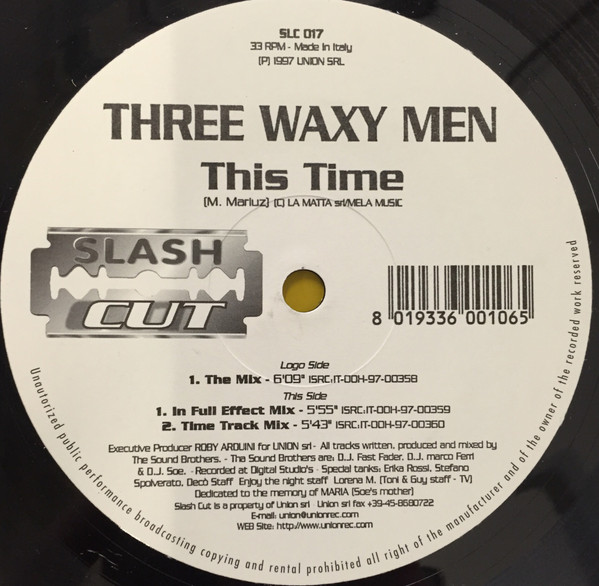 SLC 017
33 RPM - Made In Italy
(P) 1997 UNION SRL
THREE WAXY MEN
This Time
(M. Marluz) (C) LA MATTA srl/MELA MUSIC
SLASH
CUT
8 019336 001065
Logo Side
1. The Mix - 6'09" ISRC:IT-00H-97-00358
This Side
1. In Full Effect Mix - 5'55" ISRC:IT-00H-97-00359
2. Time Track Mix - 5'43" ISRC:IT-00H-97-00360
Executive Producer ROBY ARDUINI for UNION srl - All tracks written, produced and mixed by
The Sound Brothers. - Tha Sound Brothers are: D.J. Fast Fader, D.J. marco Ferri
& D.J. Soe. - Recorded at Digital Studio's - Special tanks: Erika Rossi, Stefano
Spolverato, Decò Staff Enjoy the night staff Lorena M. (Toni & Guy staff - TV)
Dedicated to the memory of MARIA (Soe's mother)
Slash Cut is a property of Union srl - Union srl fax +39-45-8680722
E-mail: union@unionrec.com
WEB Site: http://www.unionrec.com
Unautorized public performance broadcasting copying and rental prohibited all right of the manufacturer and of the owner of the recorded work reserved